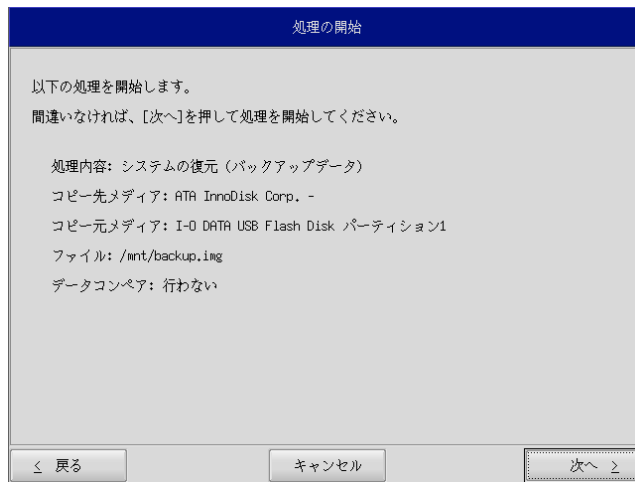 処理の開始
以下の処理を開始します。
間違いなければ、[次へ]を押して処理を開始してください。
処理内容: システムの復元（バックアップデータ）
コピー先メディア: ATA InnoDisk Corp. -
コピー元メディア: I-O DATA USB Flash Disk パーティション1
ファイル: /mnt/backup.img
データコンペア: 行わない
< 戻る
キャンセル
次へ >